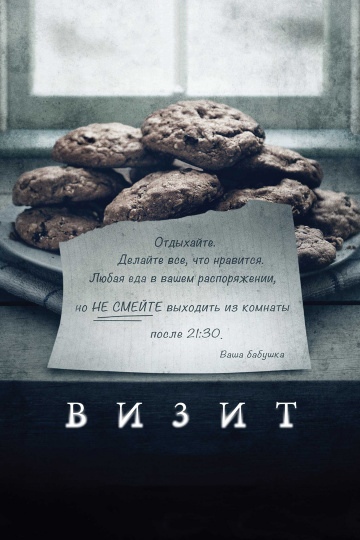 Отдыхайте.
Делайте все, что нравится.
Любая еда в вашем распоряжении,
но НЕ СМЕЙТЕ выходить из комнаты
после 21:30.
Ваша бабушка
ВИЗИТ